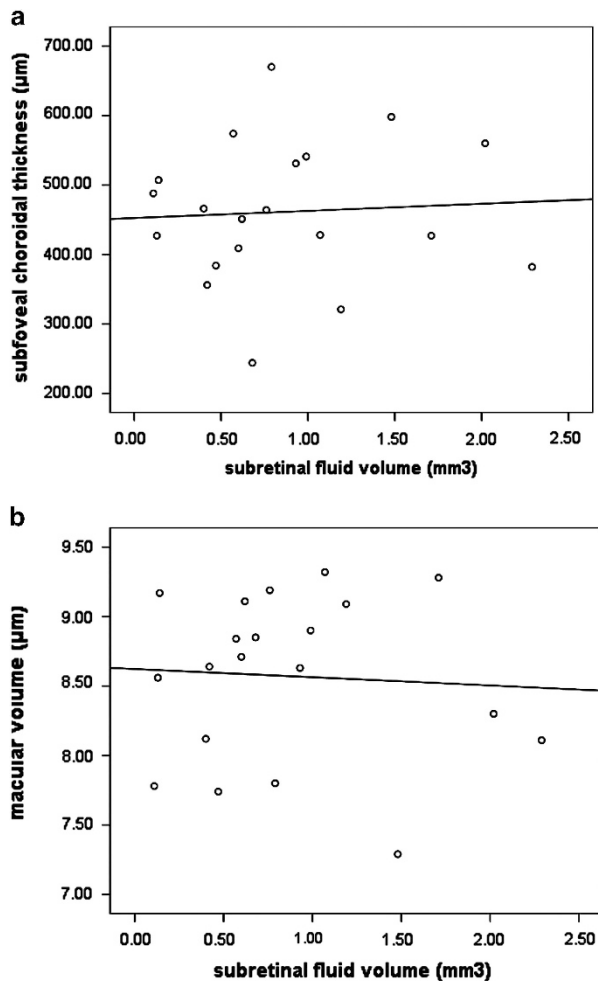 a
700.00
600.00
500.00
400.00
300.00
200.00
subfoveal choroidal thickness (µm)
0.00 0.50 1.00 1.50 2.00 2.50
subretinal fluid volume (mm3)
b
9.50
9.00
8.50
8.00
7.50
7.00
macular volume (µm)
0.00 0.50 1.00 1.50 2.00 2.50
subretinal fluid volume (mm3)